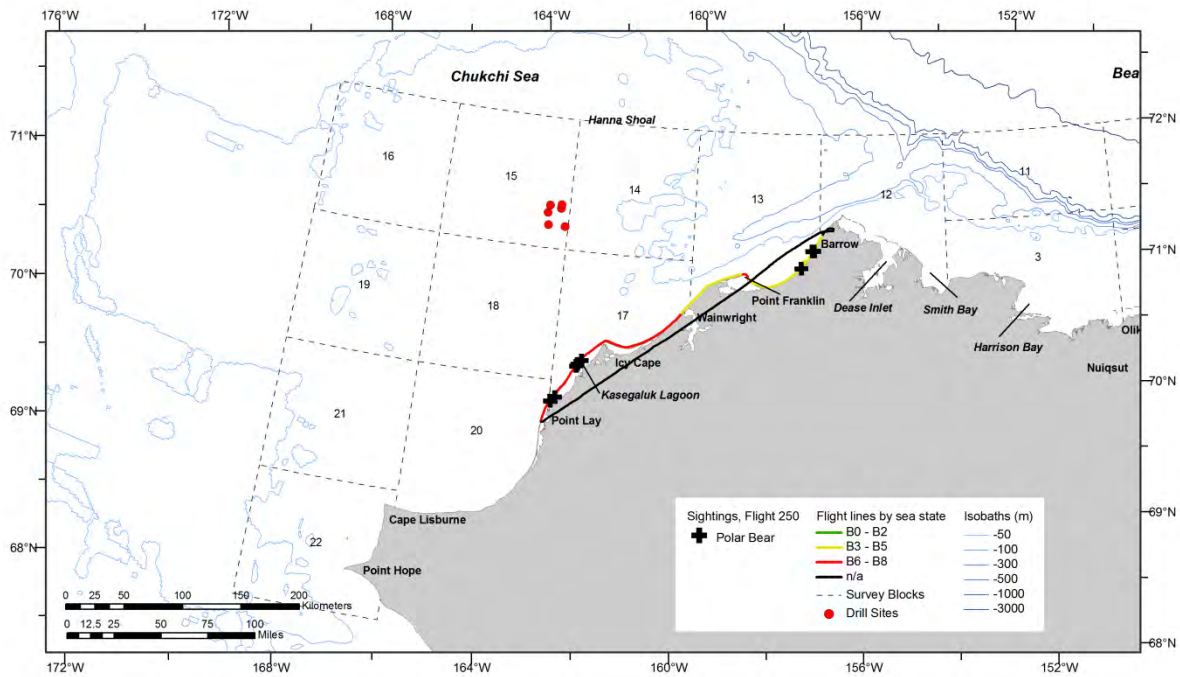 176°W 172°W 168°W 164°W 160°W 156°W 152°W
Chukchi Sea
Bea
72°N
71°N
Hanna Shoal
16
15
14
13
12
11
3
71°N
Barrow
70°N
19
18
17
Point Franklin
Dease Inlet
Smith Bay
Harrison Bay
Wainwright
Olik
Icy Cape
Nuiqsut
70°N
Kasegaluk Lagoon
69°N
21
20
Point Lay
Cape Lisburne
69°N
68°N
22
Point Hope
Sightings, Flight 250
Polar Bear
Flight lines by sea state
B0 - B2
B3 - B5
B6 - B8
n/a
Survey Blocks
Drill Sites
Isobaths (m)
-50
-100
-300
-500
-1000
-3000
0 25 50 100 150 200
Kilometers
0 12.5 25 50 75 100
Miles
68°N
172°W 168°W 164°W 160°W 156°W 152°W